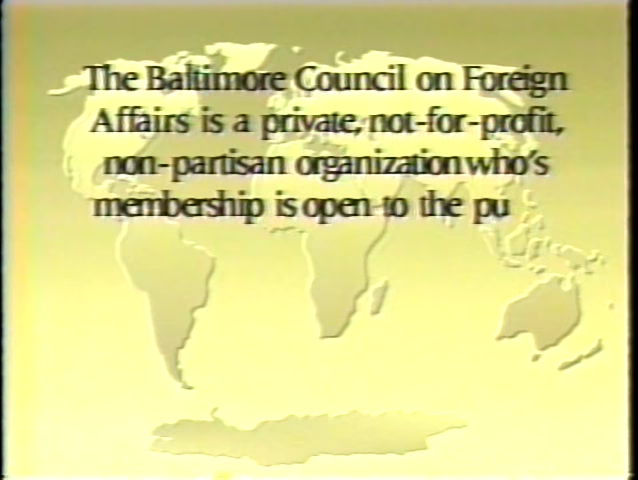 The Baltimore Council on Foreign
Affairs is a private, not-for-profit,
non-partisan organization who's
membership is open to the pu